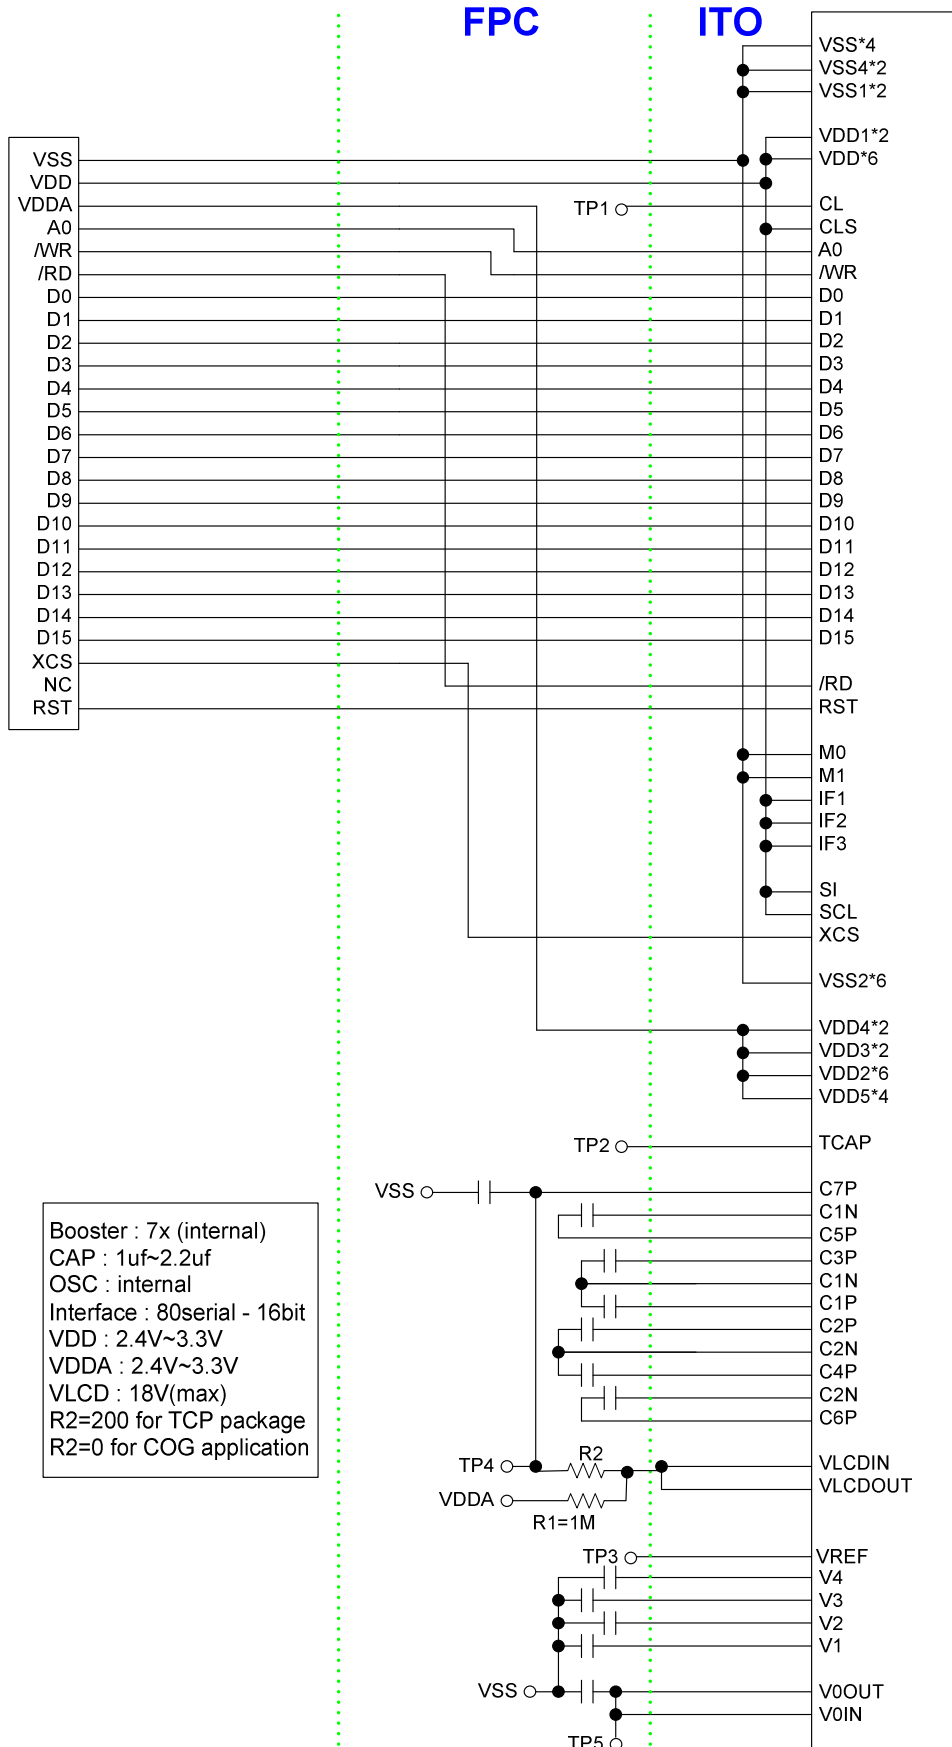 FPC
ITO
VSS
VDD
VDDA
A0
/WR
/RD
D0
D1
D2
D3
D4
D5
D6
D7
D8
D9
D10
D11
D12
D13
D14
D15
XCS
NC
RST
VSS*4
VSS4*2
VSS1*2
VDD1*2
VDD*6
TP1
CL
CLS
A0
/WR
D0
D1
D2
D3
D4
D5
D6
D7
D8
D9
D10
D11
D12
D13
D14
D15
/RD
RST
M0
M1
IF1
IF2
IF3
SI
SCL
XCS
VSS2*6
VDD4*2
VDD3*2
VDD2*6
VDD5*4
TP2
TCAP
VSS
C7P
C1N
C5P
C3P
C1N
C1P
C2P
C2N
C4P
C2N
C6P
Booster : 7x (internal)
CAP : 1uf~2.2uf
OSC : internal
Interface : 80serial - 16bit
VDD : 2.4V~3.3V
VDDA : 2.4V~3.3V
VLCD : 18V(max)
R2=200 for TCP package
R2=0 for COG application
TP4
R2
VLCDIN
VDDA
VLCDOUT
R1=1M
TP3
VREF
V4
V3
V2
V1
VSS
V0OUT
V0IN
TP5